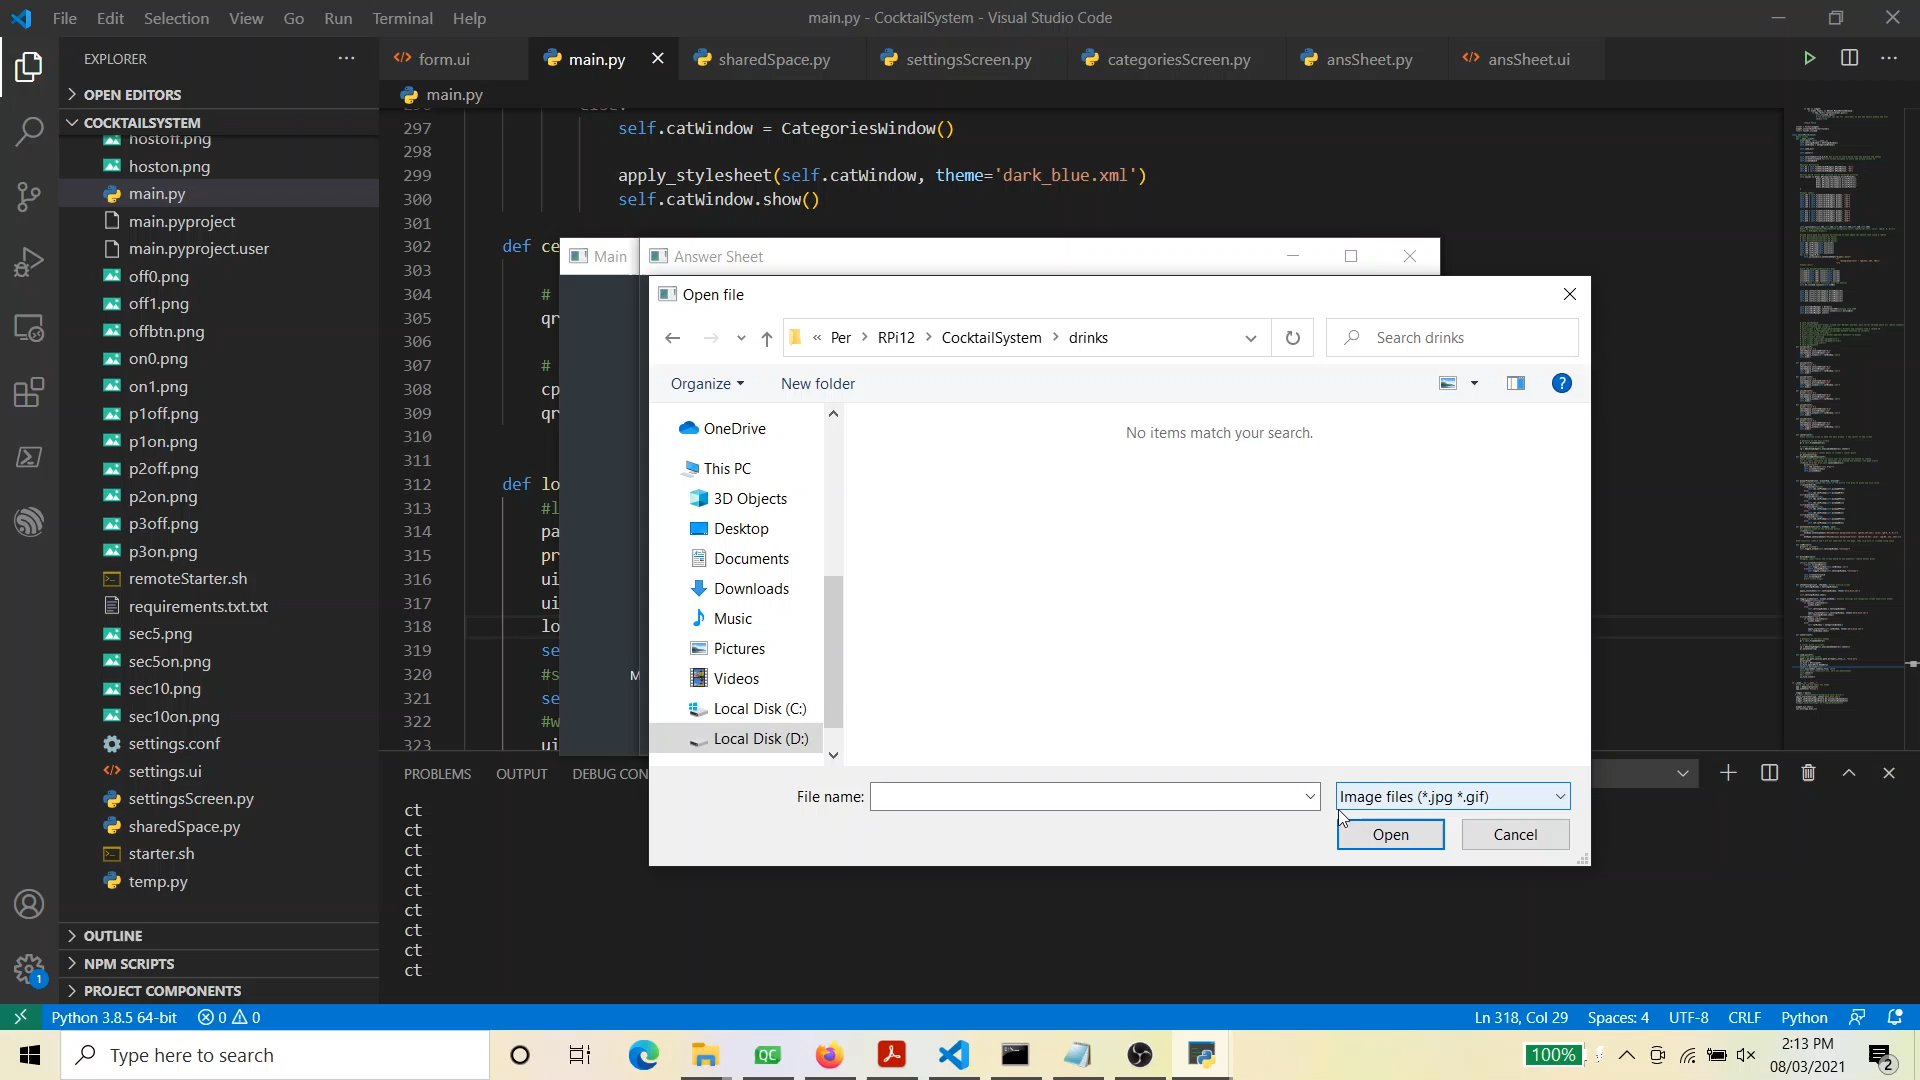 File Edit Selection View Go Run Terminal Help
main.py - CocktailSystem - Visual Studio Code
EXPLORER
form.ui
main.py
sharedSpace.py
settingsScreen.py
categoriesScreen.py
ansSheet.py
ansSheet.ui
OPEN EDITORS
COCKTAILSYSTEM
hostoff.png
hoston.png
main.py
main.pyproject
main.pyproject.user
off0.png
off1.png
offbtn.png
on0.png
on1.png
p1off.png
p1on.png
p2off.png
p2on.png
p3off.png
p3on.png
remoteStarter.sh
requirements.txt.txt
sec5.png
sec5on.png
sec10.png
sec10on.png
settings.conf
settings.ui
settingsScreen.py
sharedSpace.py
starter.sh
temp.py
OUTLINE
NPM SCRIPTS
PROJECT COMPONENTS
main.py
297 self.catWindow = CategoriesWindow()
298
299 apply_stylesheet(self.catWindow, theme='dark_blue.xml')
300 self.catWindow.show()
301
302 def ce
303
304 #
305 qr
306
307 #
308 cp
309 qr
310
311
312 def lo
313 #l
314 pa
315 pr
316 ui
317 ui
318 lo
319 se
320 #s
321 se
322 #w
323 ui
Main
M
Answer Sheet
Open file
« Per RPi12 CocktailSystem drinks
Search drinks
Organize
New folder
OneDrive
This PC
3D Objects
Desktop
Documents
Downloads
Music
Pictures
Videos
Local Disk (C:)
Local Disk (D:)
No items match your search.
File name:
Image files (*.jpg *.gif)
Open
Cancel
PROBLEMS OUTPUT DEBUG CON
ct
ct
ct
ct
ct
ct
ct
ct
ct
Python 3.8.5 64-bit
0 0
Ln 318, Col 29 Spaces: 4 UTF-8 CRLF Python
Type here to search
100%
2:13 PM
08/03/2021
2